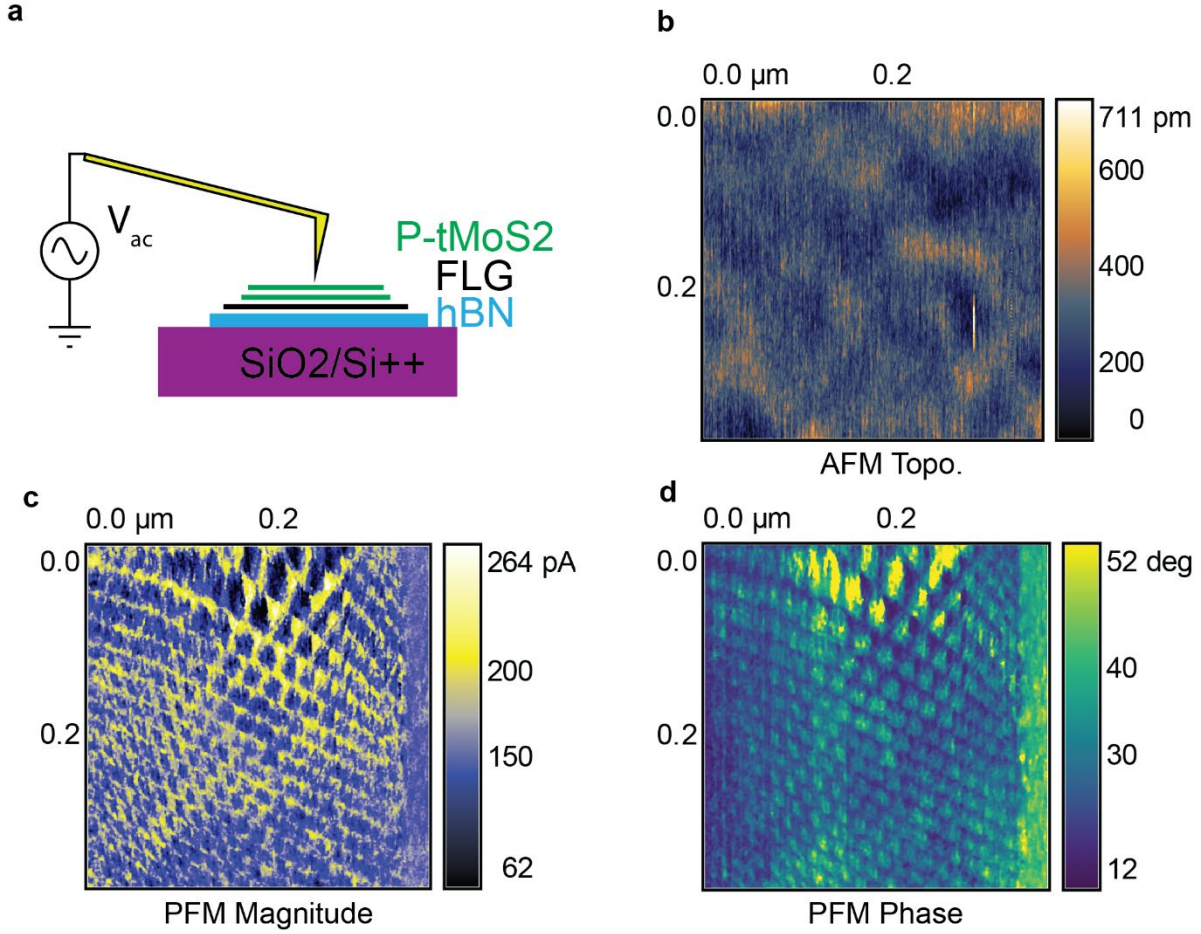 a
V ac
P-tMoS2
FLG
hBN
SiO2/Si++
b
0.0 µm 0.2
0.0
0.2
711 pm
600
400
200
0
AFM Topo.
c
0.0 µm 0.2
0.0
0.2
264 pA
200
150
62
PFM Magnitude
d
0.0 µm 0.2
0.0
0.2
52 deg
40
30
12
PFM Phase